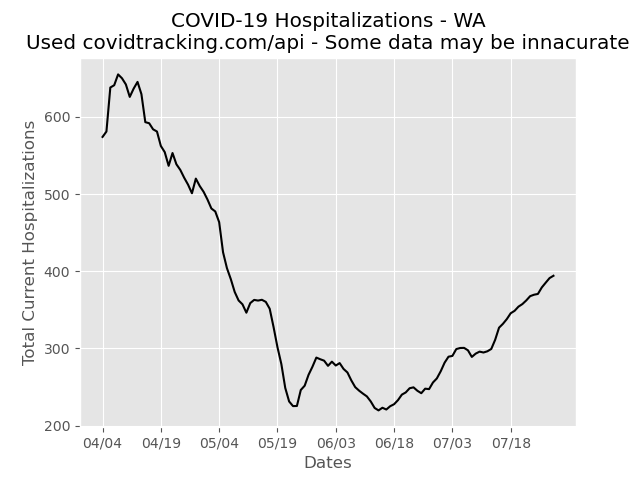 COVID-19 Hospitalizations - WA
Used covidtracking.com/api - Some data may be innacurate
Total Current Hospitalizations
600
500
400
300
200
04/04 04/19 05/04 05/19 06/03 06/18 07/03 07/18
Dates